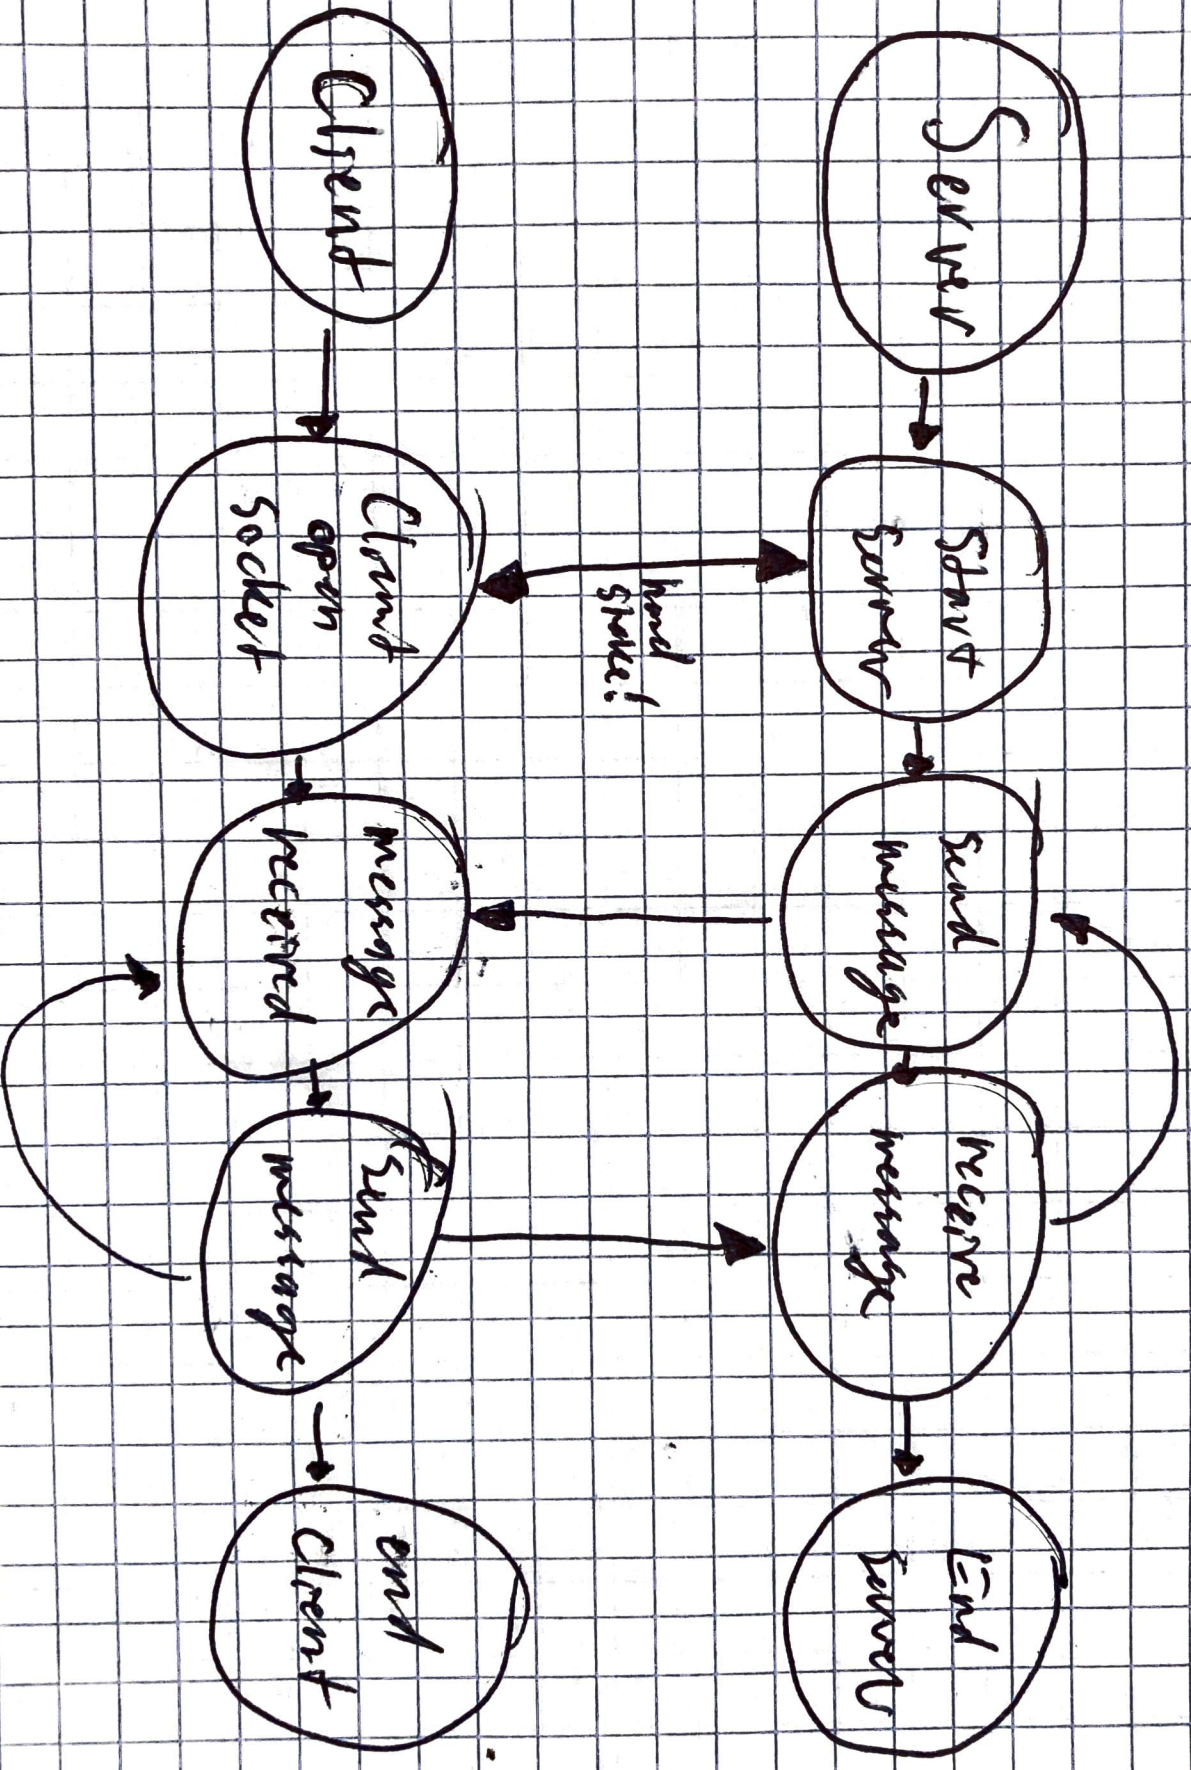 Server
Start
Server
Send
message
receive
message
End
Server
hand
shake!
Client
Client
open
socket
message
received
Send
message
end
Client